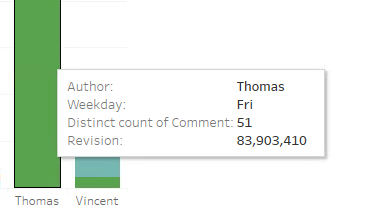 Author: Thomas
Weekday: Fri
Distinct count of Comment: 51
Revision: 83,903,410
Thomas Vincent